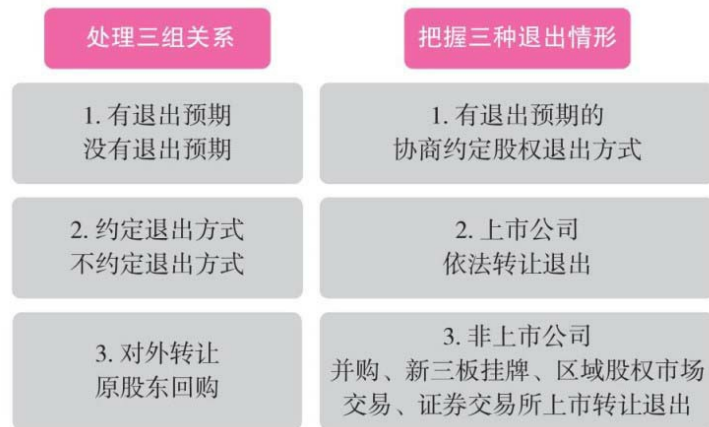 处理三组关系
把握三种退出情形
1. 有退出预期
没有退出预期
1. 有退出预期的
协商约定股权退出方式
2. 约定退出方式
不约定退出方式
2. 上市公司
依法转让退出
3. 对外转让
原股东回购
3. 非上市公司
并购、新三板挂牌、区域股权市场
交易、证券交易所上市转让退出